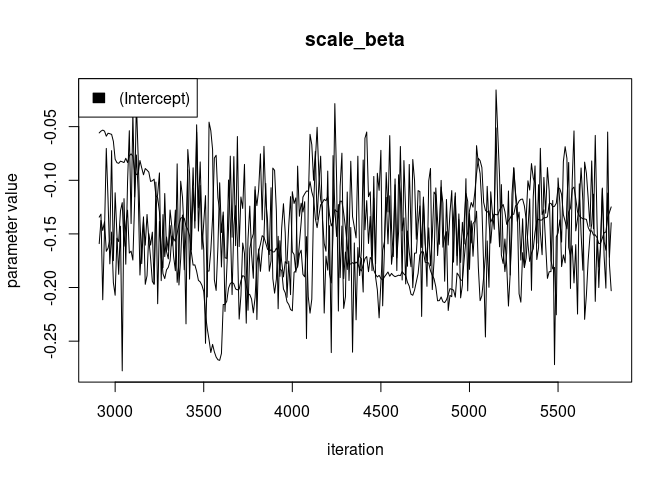 scale_beta
(Intercept)
parameter value
-0.05
-0.10
-0.15
-0.20
-0.25
3000 3500 4000 4500 5000 5500
iteration